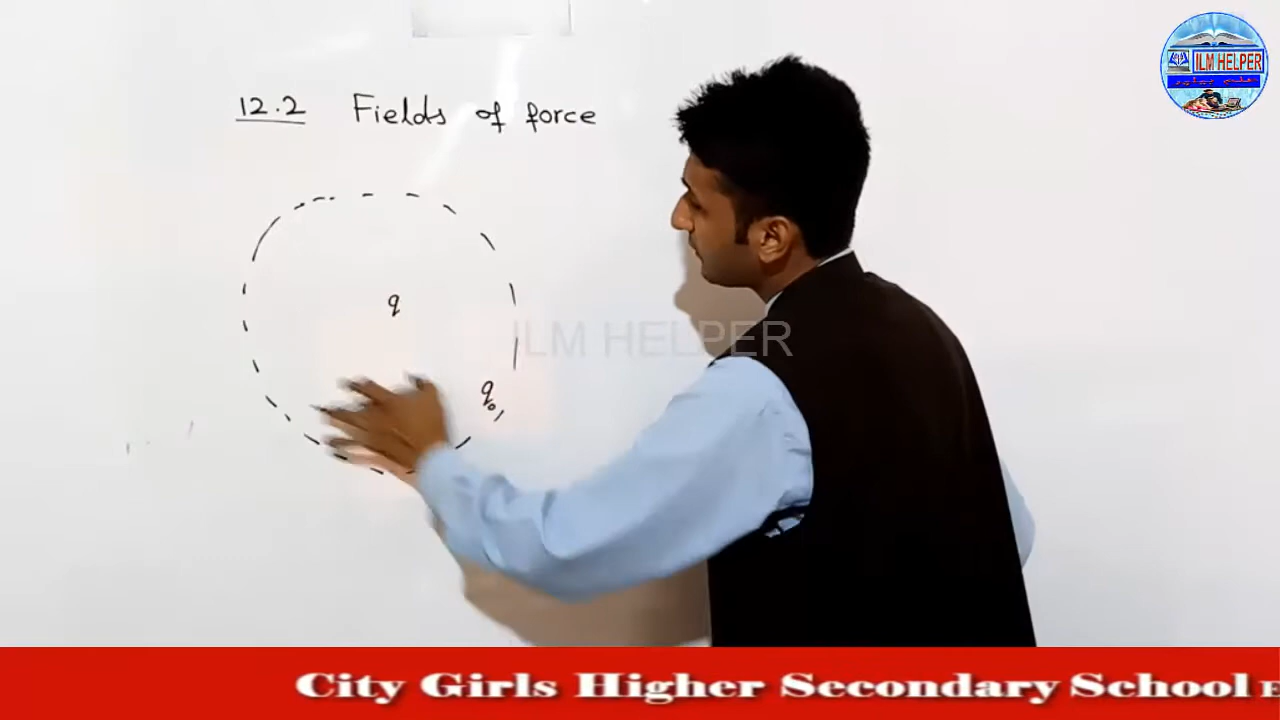 ILM HELPER
12.2 Fields of force
q
ILM HELPER
q₀
City Girls Higher Secondary School E